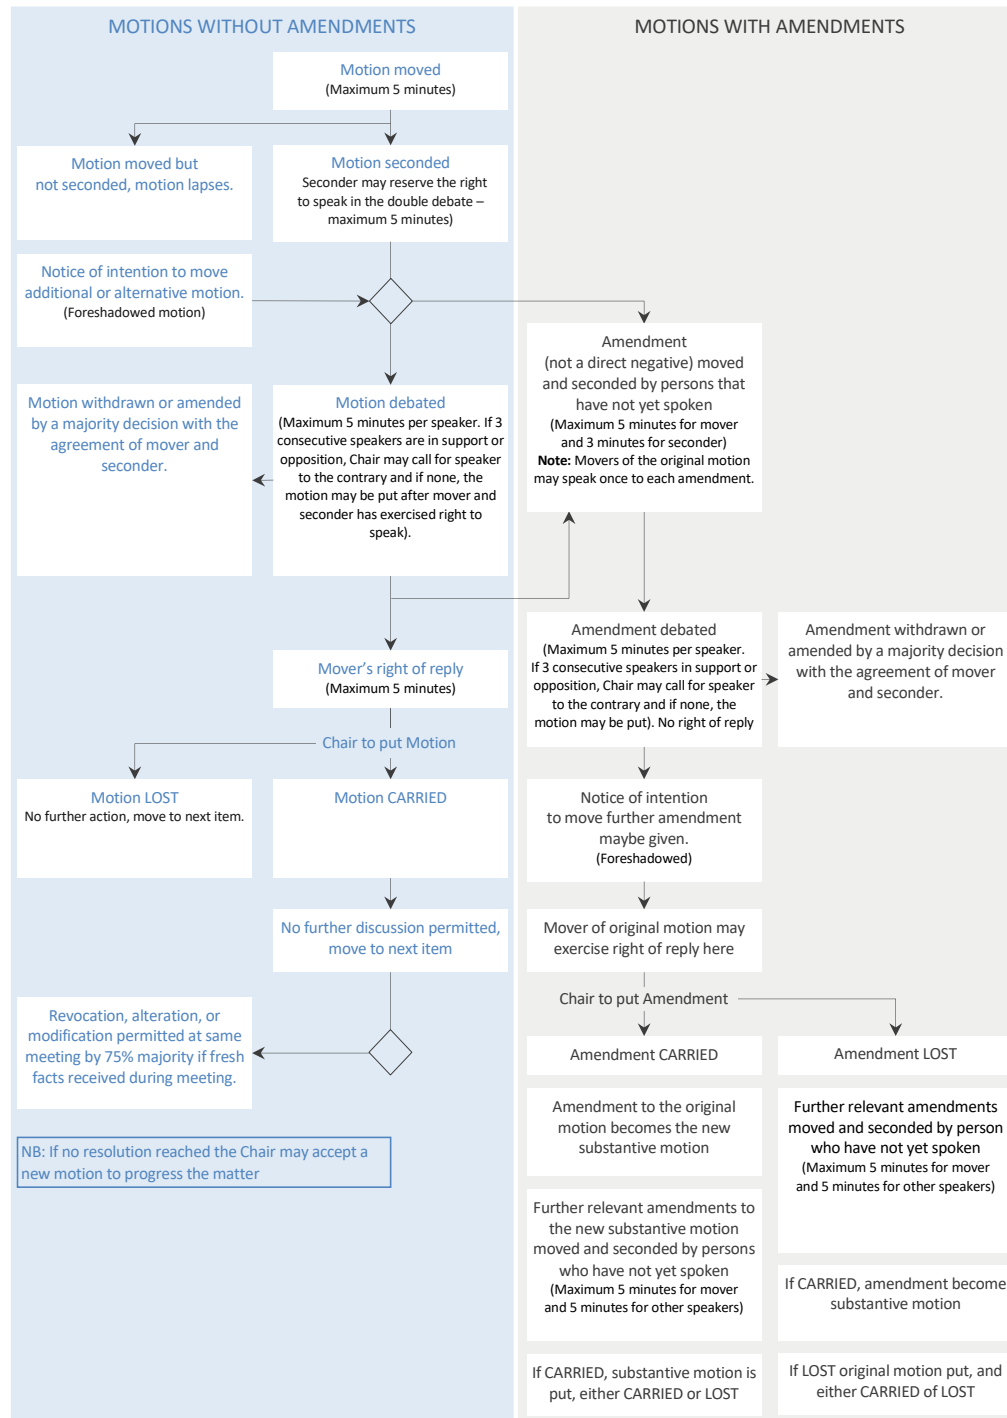 MOTIONS WITHOUT AMENDMENTS
Motion moved
(Maximum 5 minutes)
Motion moved but
not seconded, motion lapses.
Motion seconded
Seconder may reserve the right
to speak in the double debate –
maximum 5 minutes)
Notice of intention to move
additional or alternative motion.
(Foreshadowed motion)
Motion withdrawn or amended
by a majority decision with the
agreement of mover and
seconder.
Motion debated
(Maximum 5 minutes per speaker. If 3
consecutive speakers are in support or
opposition, Chair may call for speaker
to the contrary and if none, the
motion may be put after mover and
seconder has exercised right to
speak).
Mover's right of reply
(Maximum 5 minutes)
Chair to put Motion
Motion LOST
No further action, move to next item.
Motion CARRIED
No further discussion permitted,
move to next item
Revocation, alteration, or
modification permitted at same
meeting by 75% majority if fresh
facts received during meeting.
NB: If no resolution reached the Chair may accept a
new motion to progress the matter
MOTIONS WITH AMENDMENTS
Amendment
(not a direct negative) moved
and seconded by persons that
have not yet spoken
(Maximum 5 minutes for mover
and 3 minutes for seconder)
Note: Movers of the original motion
may speak once to each amendment.
Amendment debated
(Maximum 5 minutes per speaker.
If 3 consecutive speakers in support or
opposition, Chair may call for speaker
to the contrary and if none, the
motion may be put). No right of reply
Amendment withdrawn or
amended by a majority decision
with the agreement of mover
and seconder.
Notice of intention
to move further amendment
maybe given.
(Foreshadowed)
Mover of original motion may
exercise right of reply here
Chair to put Amendment
Amendment CARRIED
Amendment to the original
motion becomes the new
substantive motion
Further relevant amendments to
the new substantive motion
moved and seconded by persons
who have not yet spoken
(Maximum 5 minutes for mover
and 5 minutes for other speakers)
If CARRIED, substantive motion is
put, either CARRIED or LOST
Amendment LOST
Further relevant amendments
moved and seconded by person
who have not yet spoken
(Maximum 5 minutes for mover
and 5 minutes for other speakers)
If CARRIED, amendment become
substantive motion
If LOST original motion put, and
either CARRIED of LOST